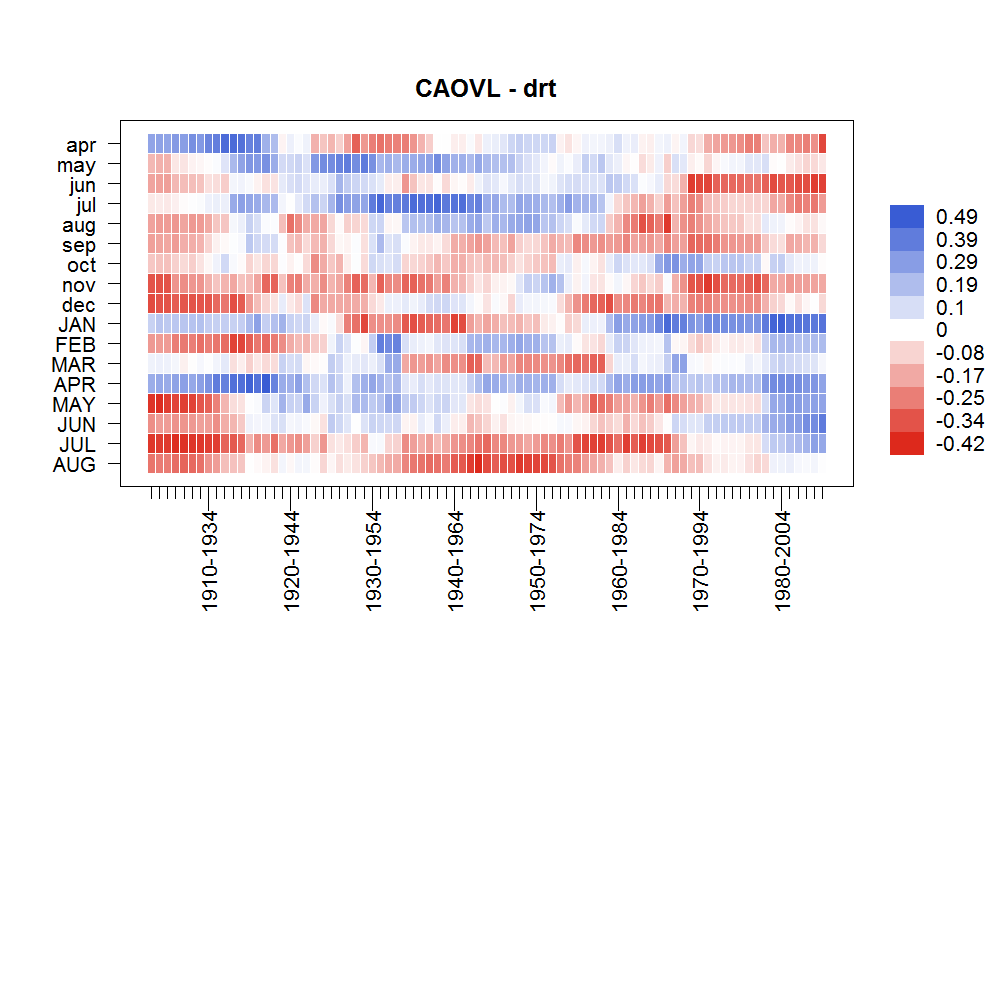 CAOVL - drt
apr
may
jun
jul
aug
sep
oct
nov
dec
JAN
FEB
MAR
APR
MAY
JUN
JUL
AUG
1910-1934
1920-1944
1930-1954
1940-1964
1950-1974
1960-1984
1970-1994
1980-2004
0.49
0.39
0.29
0.19
0.1
0
-0.08
-0.17
-0.25
-0.34
-0.42